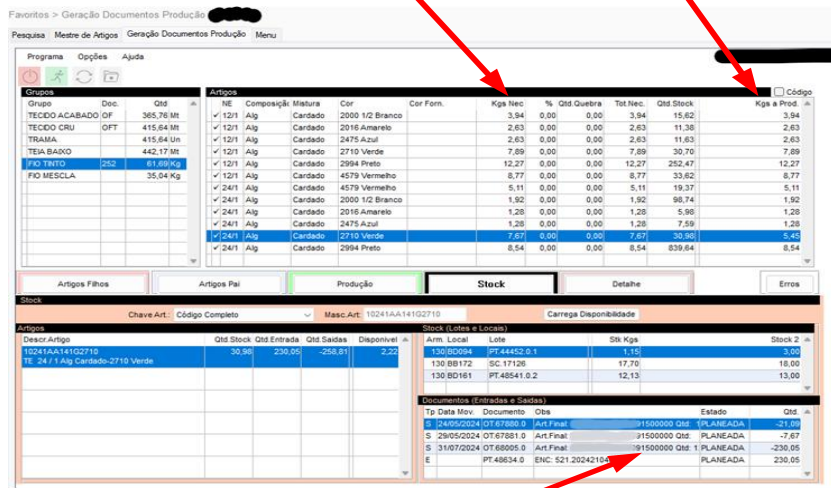 Favoritos > Geração Documentos Produção
Pesquisa Mestre de Artigos Geração Documentos Produção Menu
Programa Opções Ajuda
Grupos
Grupo Doc. Qtd
TECIDO ACABADO OF 365,76 Mt
TECIDO CRU OFT 415,64 Mt
TRAMA 415,64 Un
TEIA BAIXO 442,17 Mt
FIO TINTO 252 61,69 Kg
FIO MESCLA 35,04 Kg
Artigos Código
NE Composição Mistura Cor Cor Forn. Kgs Nec % Qtd.Quebra Tot.Nec. Qtd.Stock Kgs a Prod.
12/1 Alg Cardado 2000 1/2 Branco 3,94 0,00 0,00 3,94 15,62 3,94
12/1 Alg Cardado 2016 Amarelo 2,63 0,00 0,00 2,63 11,38 2,63
12/1 Alg Cardado 2475 Azul 2,63 0,00 0,00 2,63 11,63 2,63
12/1 Alg Cardado 2710 Verde 7,89 0,00 0,00 7,89 30,70 7,89
12/1 Alg Cardado 2994 Preto 12,27 0,00 0,00 12,27 252,47 12,27
12/1 Alg Cardado 4579 Vermelho 8,77 0,00 0,00 8,77 33,62 8,77
24/1 Alg Cardado 4579 Vermelho 5,11 0,00 0,00 5,11 19,37 5,11
24/1 Alg Cardado 2000 1/2 Branco 1,92 0,00 0,00 1,92 98,74 1,92
24/1 Alg Cardado 2016 Amarelo 1,28 0,00 0,00 1,28 5,98 1,28
24/1 Alg Cardado 2475 Azul 1,28 0,00 0,00 1,28 7,59 1,28
24/1 Alg Cardado 2710 Verde 7,67 0,00 0,00 7,67 30,98 5,45
24/1 Alg Cardado 2994 Preto 8,54 0,00 0,00 8,54 839,64 8,54
Artigos Filhos Artigos Pai Produção Stock Detalhe Erros
Stock
Chave Art.: Código Completo Masc.Art: 10241AA141G2710 Carrega Disponibilidade
Artigos
Descr.Artigo Qtd.Stock Qtd.Entrada Qtd.Saidas Disponivel
10241AA141G2710 30,98 230,05 -258,81 2,22
TE 24 / 1 Alg Cardado-2710 Verde
Stock (Lotes e Locais)
Arm. Local Lote Stk Kgs Stock 2
130 BD094 PT.44452.0.1 1,15 3,00
130 BB172 SC.17126 17,70 18,00
130 BD161 PT.48541.0.2 12,13 13,00
Documentos (Entradas e Saidas)
Tp Data Mov. Documento Obs Estado Qtd.
S 24/05/2024 OT.67880.0 Art.Final: 91500000 Qtd: 1 PLANEADA -21,09
S 29/05/2024 OT.67881.0 Art.Final: 91500000 Qtd: PLANEADA -7,67
S 31/07/2024 OT.68005.0 Art.Final: 91500000 Qtd: 1 PLANEADA -230,05
E PT.48634.0 ENC: 521.20242104 PLANEADA 230,05